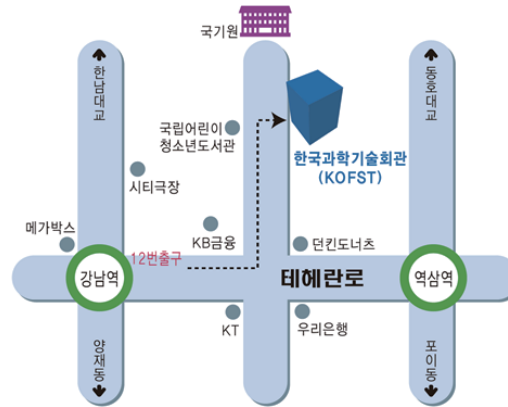 국기원
한남대교
동호대교
국립어린이
청소년도서관
한국과학기술회관
(KOFST)
시티극장
메가박스
KB금융
던킨도너츠
12번출구
강남역
테헤란로
역삼역
KT
우리은행
양재동
포이동